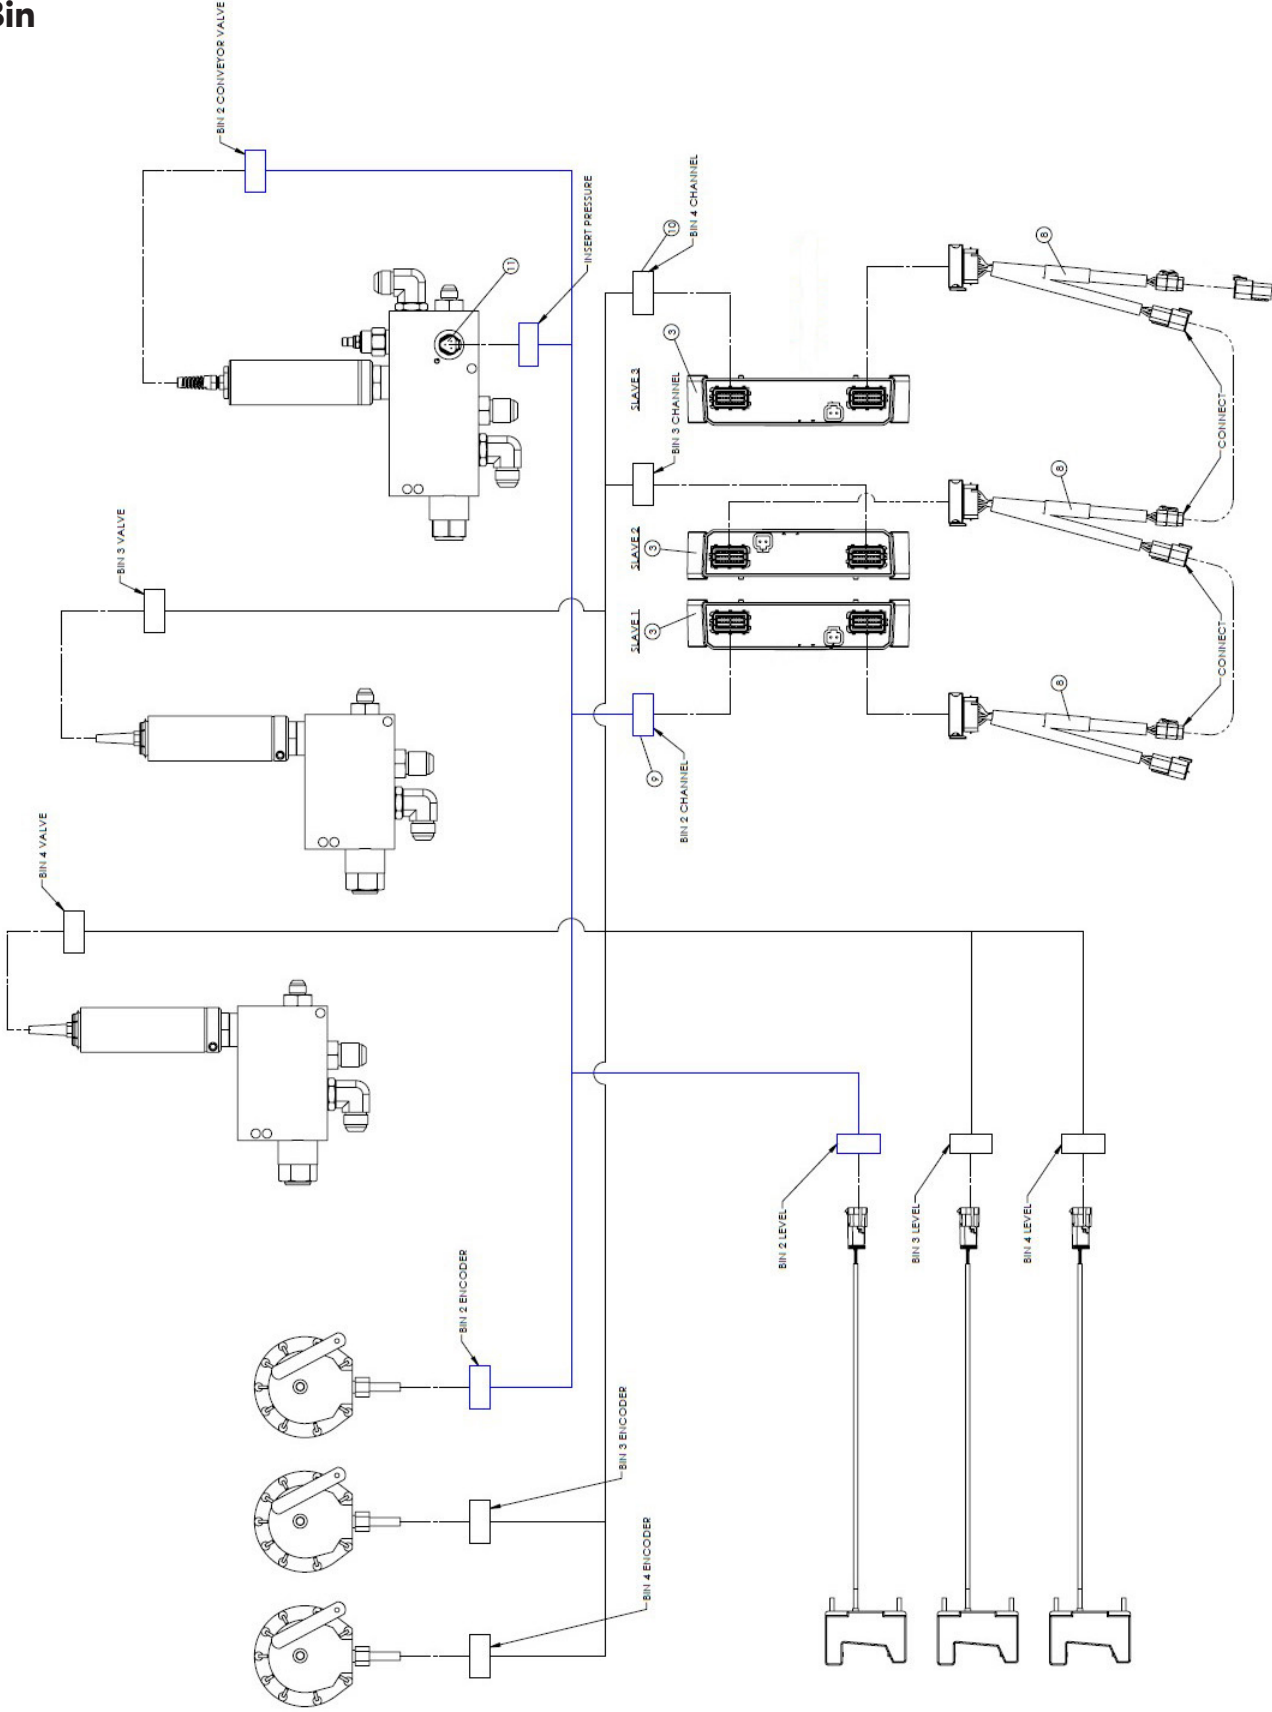 Bin
BIN 2 CONVEYOR VALVE
INSERT PRESSURE
BIN 4 CHANNEL
10
11
8
3
SLAVE 3
BIN 3 CHANNEL
CONNECT
BIN 3 VALVE
8
SLAVE 2
3
SLAVE 1
3
CONNECT
8
9
BIN 2 CHANNEL
BIN 4 VALVE
BIN 2 LEVEL
BIN 3 LEVEL
BIN 4 LEVEL
BIN 2 ENCODER
BIN 3 ENCODER
BIN 4 ENCODER